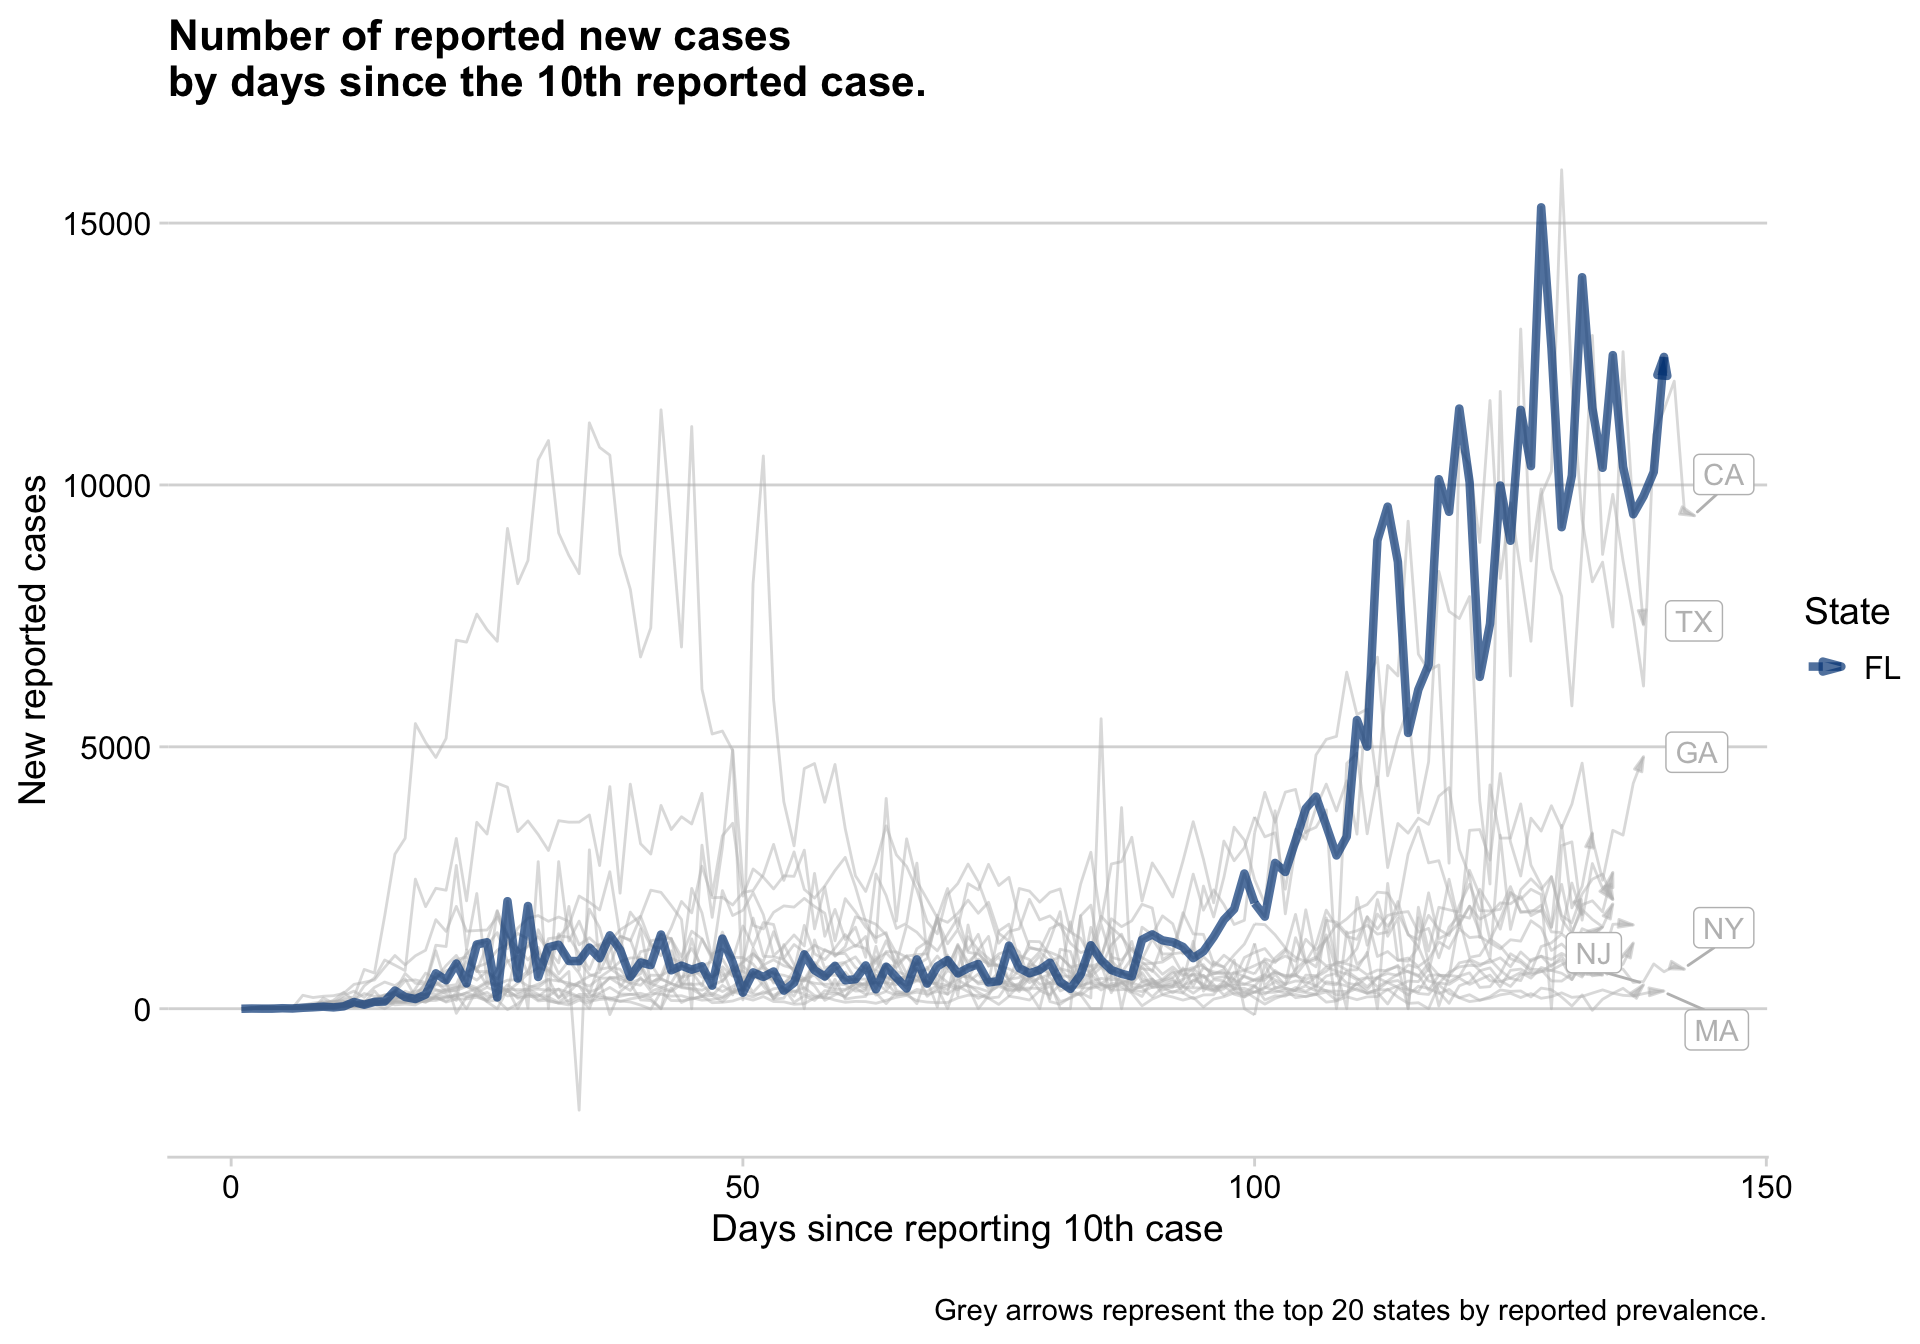 Number of reported new cases
by days since the 10th reported case.
New reported cases
15000
10000
5000
0
CA
TX
GA
NY
NJ
MA
State
FL
0 50 100 150
Days since reporting 10th case
Grey arrows represent the top 20 states by reported prevalence.